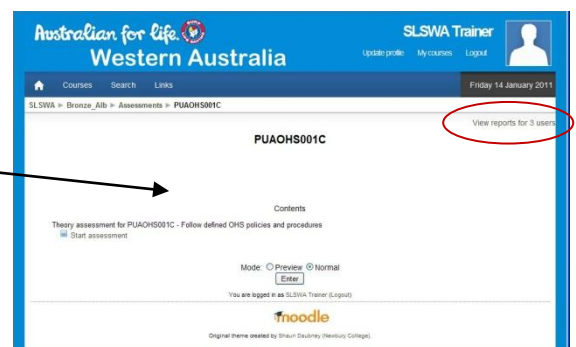 Australian for life.
Western Australia
SLSWA Trainer
Update profile My courses Logout
Courses Search Links
Friday 14 January 2011
SLSWA ► Bronze_Alb ► Assessments ► PUAOHS001C
View reports for 3 users
PUAOHS001C
Contents
Theory assessment for PUAOHS001C - Follow defined OHS policies and procedures
Start assessment
Mode: Preview Normal
Enter
You are logged in as SLSWA Trainer (Logout)
moodle
Original theme created by Shaun Daubney (Newbury College).